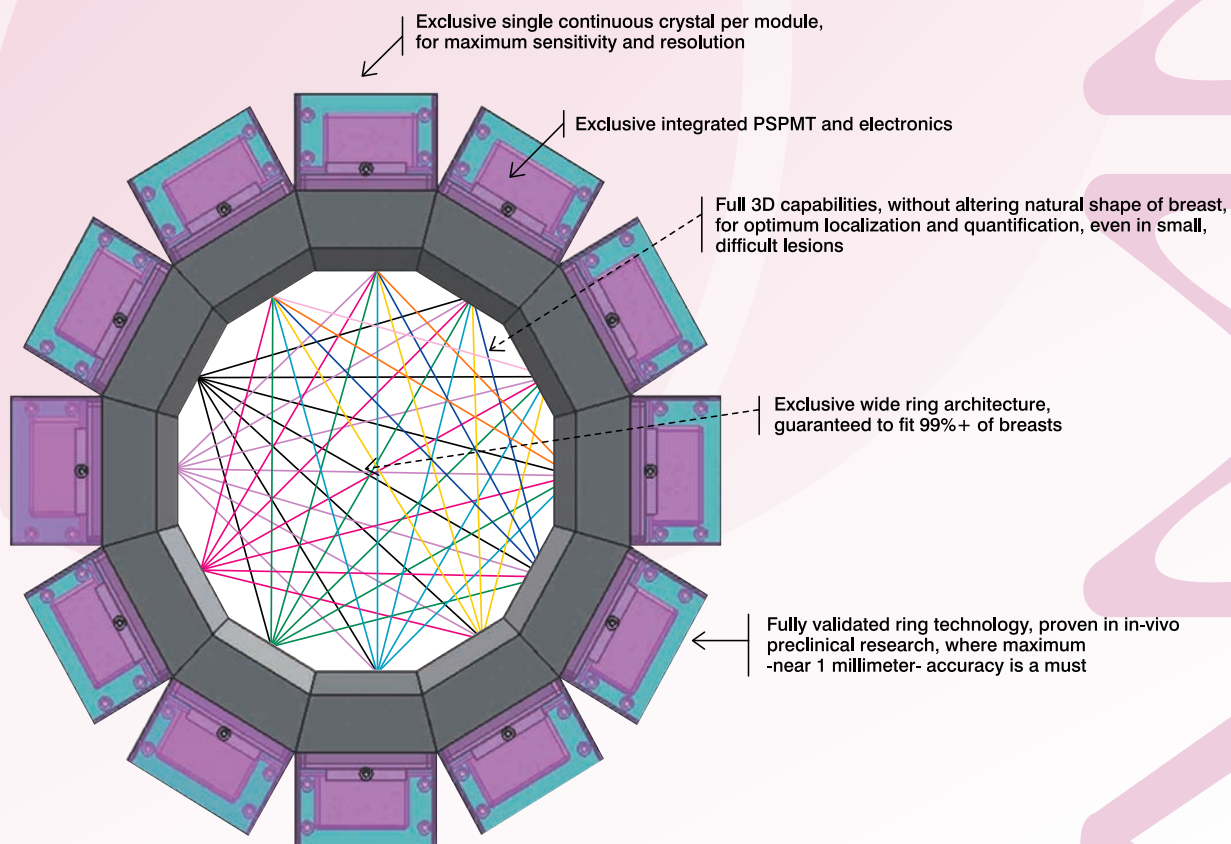 Exclusive single continuous crystal per module,
for maximum sensitivity and resolution
Exclusive integrated PSPMT and electronics
Full 3D capabilities, without altering natural shape of breast,
for optimum localization and quantification, even in small,
difficult lesions
Exclusive wide ring architecture,
guaranteed to fit 99%+ of breasts
Fully validated ring technology, proven in in-vivo
preclinical research, where maximum
-near 1 millimeter- accuracy is a must